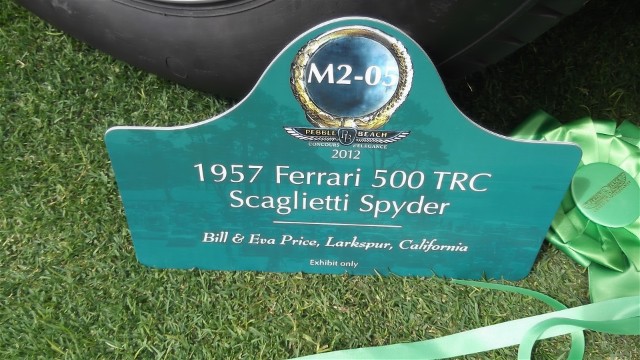 M2-05
PEBBLE BEACH
CONCOURS d'ELEGANCE
2012
1957 Ferrari 500 TRC
Scaglietti Spyder
Bill & Eva Price, Larkspur, California
Exhibit only